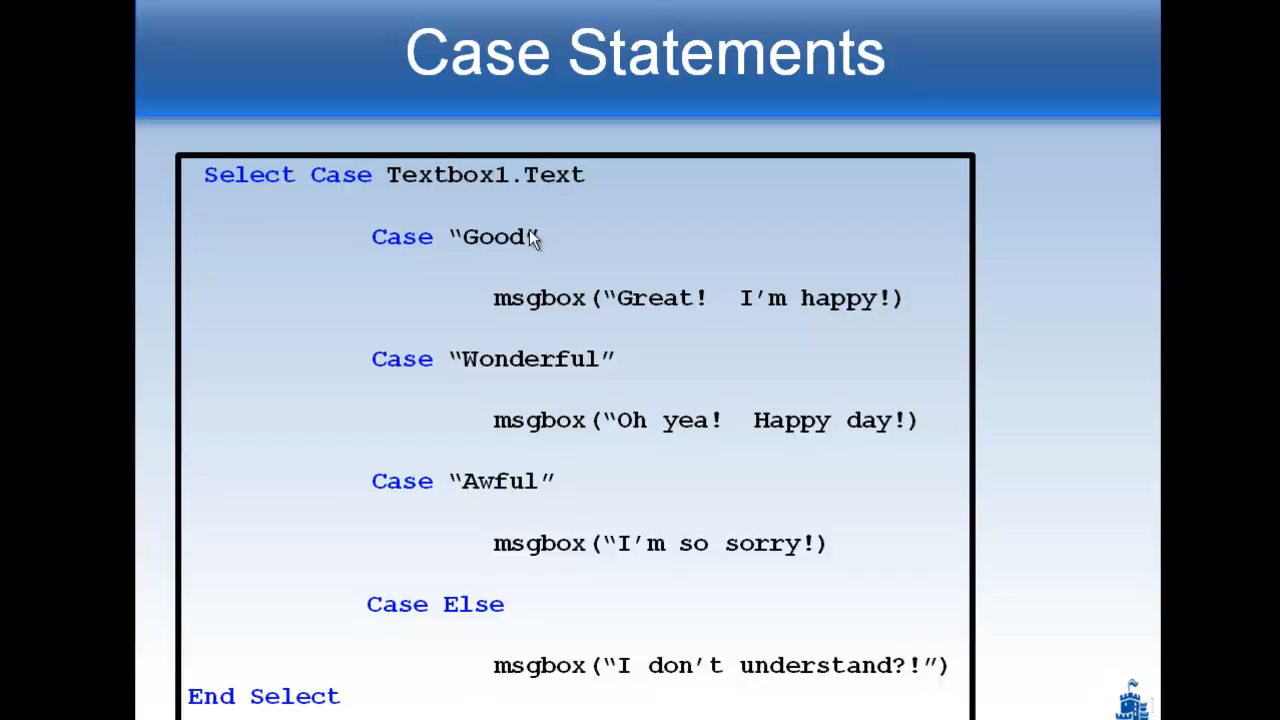 Case Statements
Select Case Textbox1.Text
Case “Good“
msgbox(“Great!  I’m happy!)
Case “Wonderful”
msgbox(“Oh yea!  Happy day!)
Case “Awful”
msgbox(“I’m so sorry!)
Case Else
msgbox(“I don’t understand?!”)
End Select